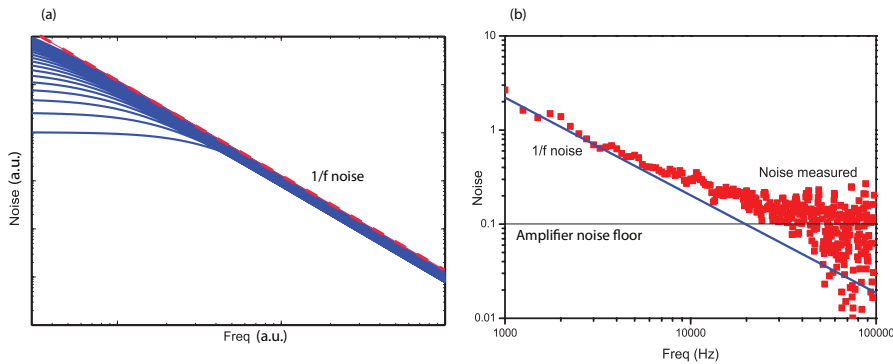 (a)
Noise (a.u.)
1/f noise
Freq (a.u.)
(b)
10
1
0.1
0.01
Noise
1/f noise
Noise measured
Amplifier noise floor
1000
10000
100000
Freq (Hz)